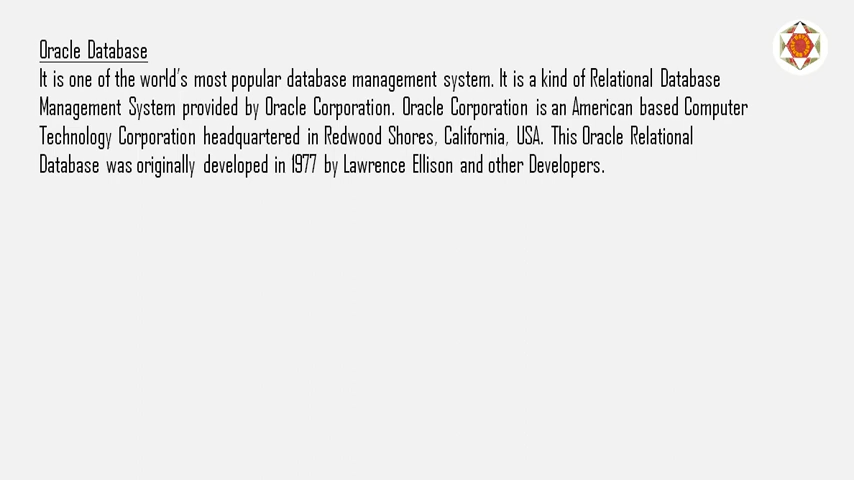 Oracle Database
It is one of the world's most popular database management system. It is a kind of Relational Database
Management System provided by Oracle Corporation. Oracle Corporation is an American based Computer
Technology Corporation headquartered in Redwood Shores, California, USA. This Oracle Relational
Database was originally developed in 1977 by Lawrence Ellison and other Developers.